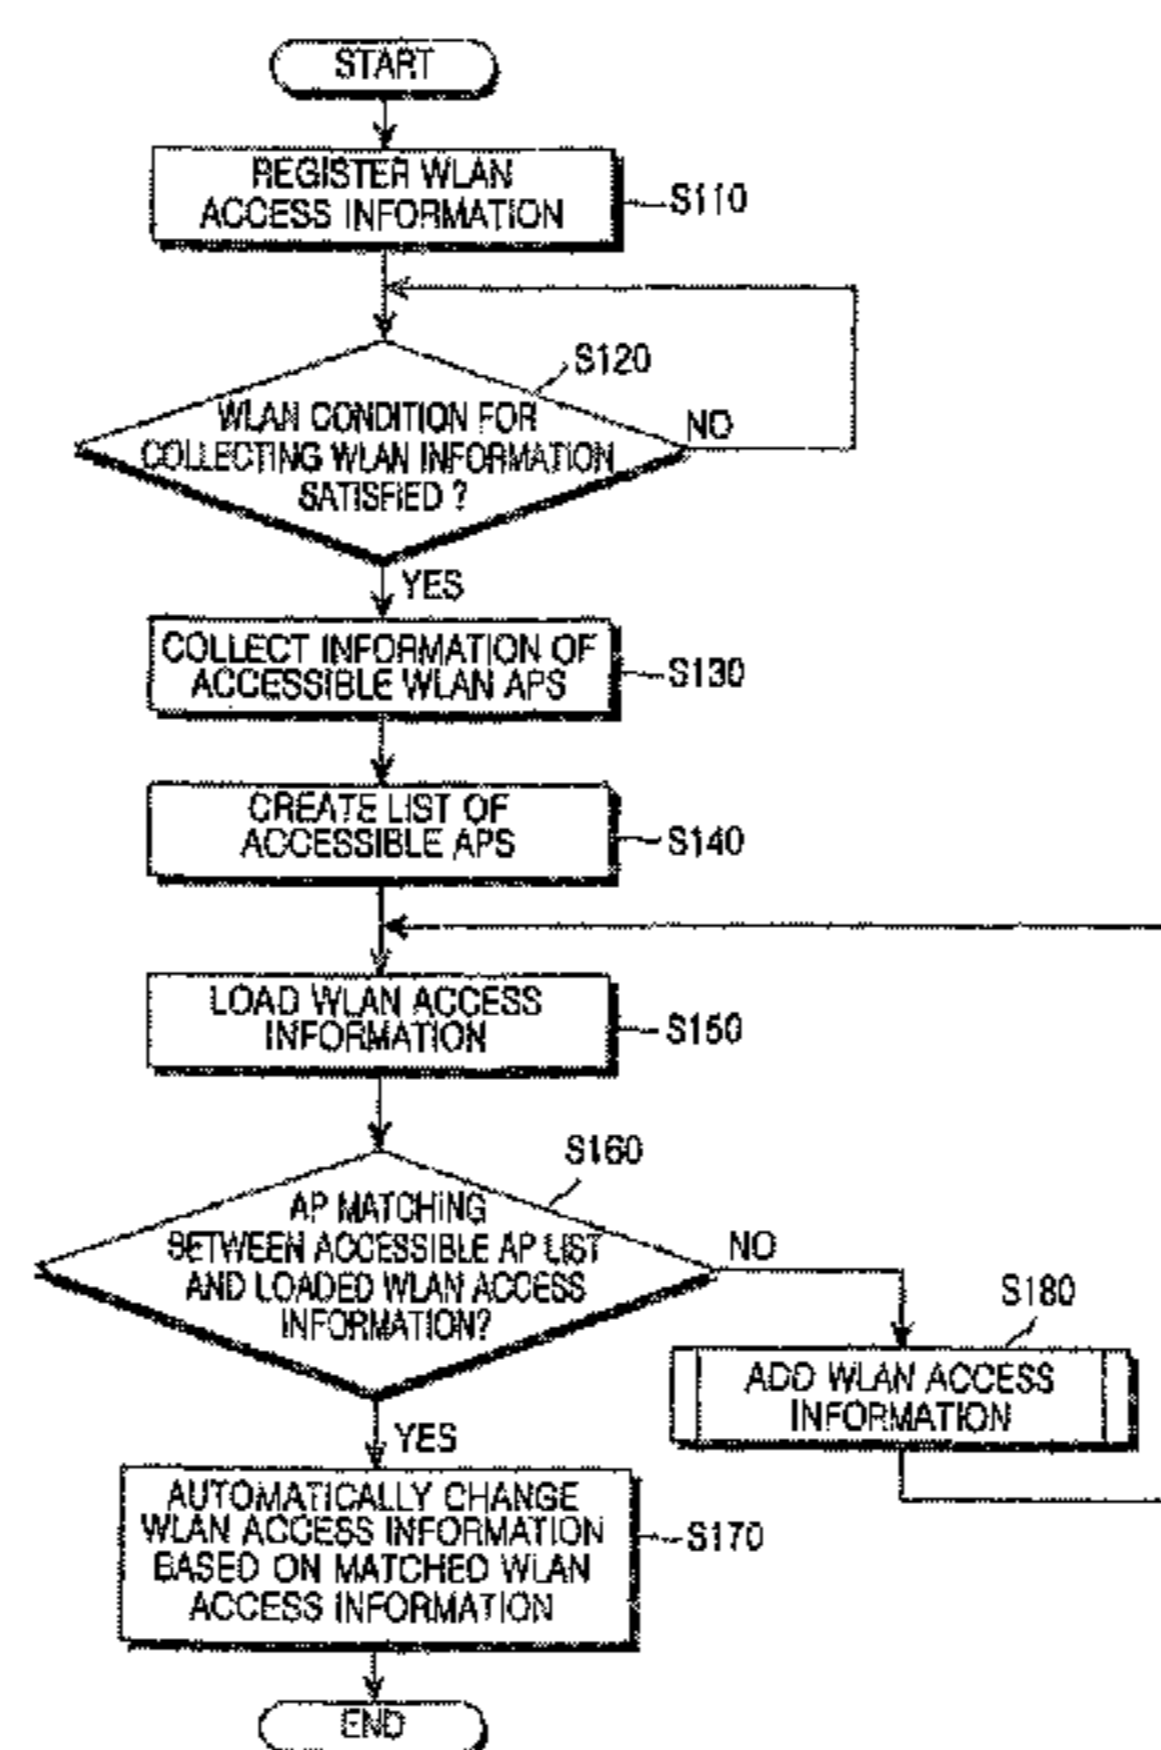 START
REGISTER WLAN
ACCESS INFORMATION
S110
S120
WLAN CONDITION FOR
COLLECTING WLAN INFORMATION
SATISFIED ?
NO
YES
COLLECT INFORMATION OF
ACCESSIBLE WLAN APS
S130
CREATE LIST OF
ACCESSIBLE APS
S140
LOAD WLAN ACCESS
INFORMATION
S150
S160
AP MATCHING
BETWEEN ACCESSIBLE AP LIST
AND LOADED WLAN ACCESS
INFORMATION?
NO
S180
ADD WLAN ACCESS
INFORMATION
YES
AUTOMATICALLY CHANGE
WLAN ACCESS INFORMATION
BASED ON MATCHED WLAN
ACCESS INFORMATION
S170
END